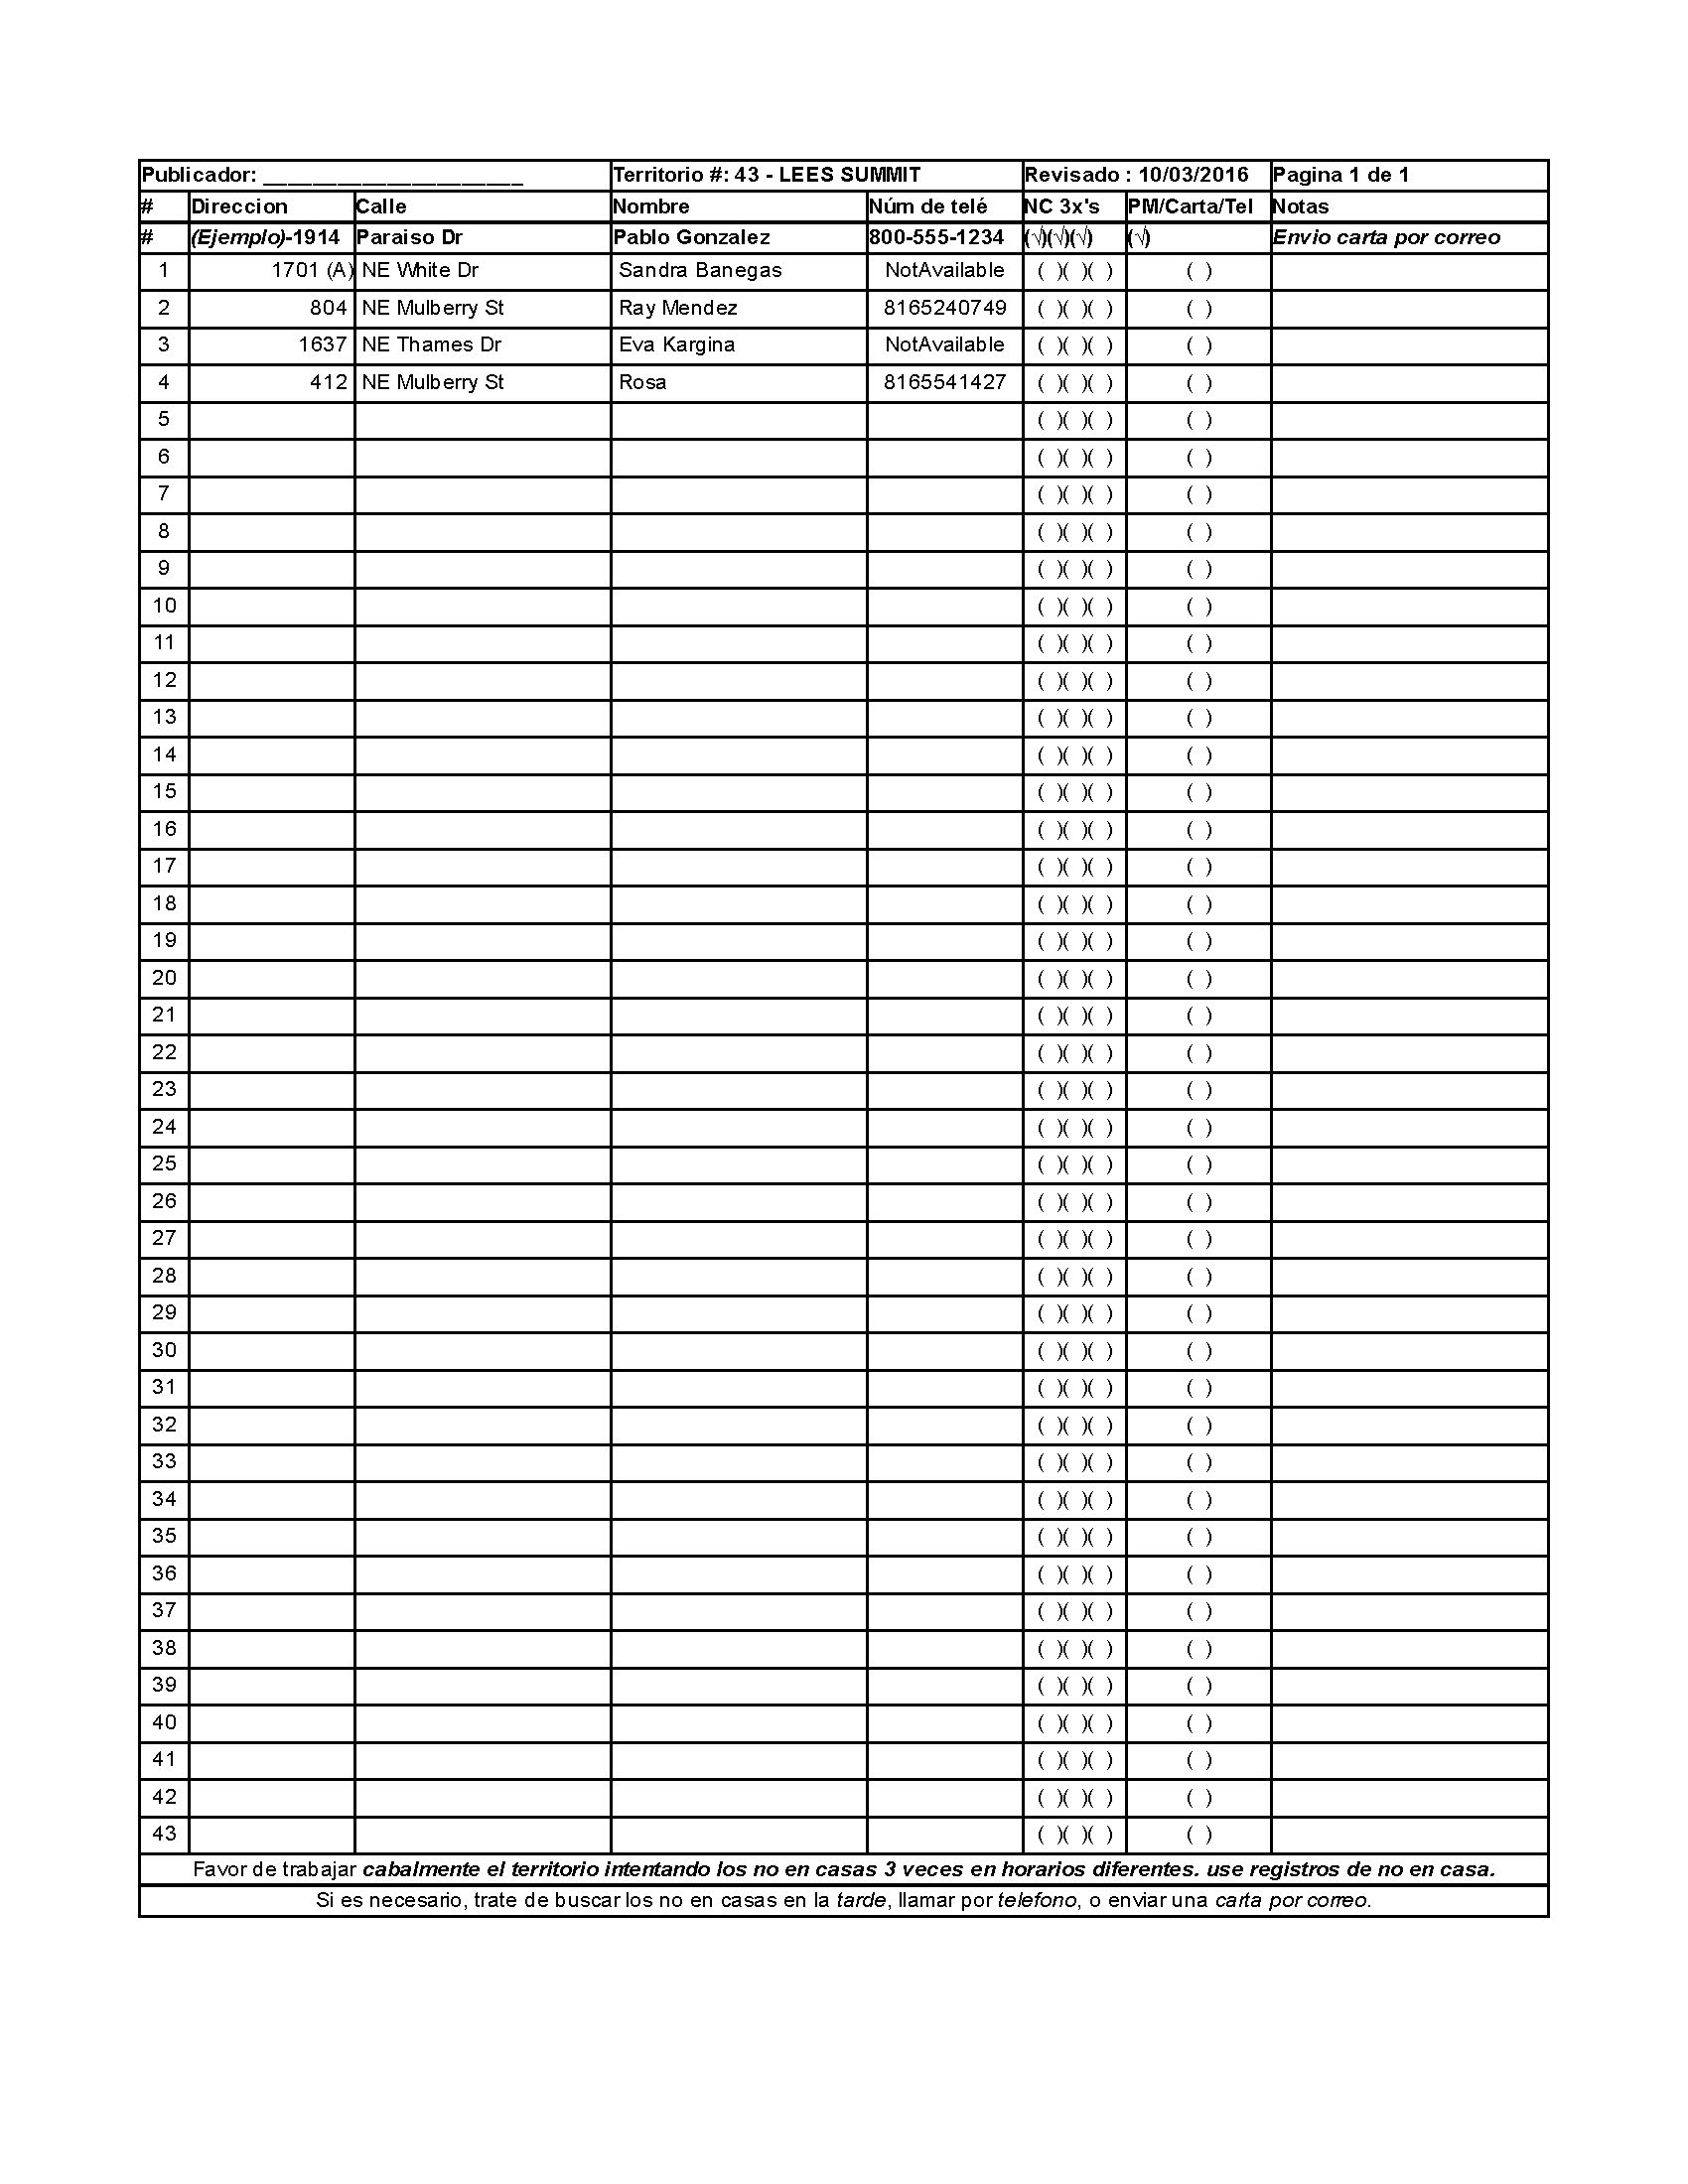 Publicador: ______________________ Territorio #: 43 - LEES SUMMIT Revisado : 10/03/2016 Pagina 1 de 1
# Direccion Calle Nombre Núm de telé NC 3x's PM/Carta/Tel Notas
# (Ejemplo)-1914 Paraiso Dr Pablo Gonzalez 800-555-1234 (√)(√)(√) (√) Envio carta por correo
1 1701 (A) NE White Dr Sandra Banegas NotAvailable ( )( )( ) ( )
2 804 NE Mulberry St Ray Mendez 8165240749 ( )( )( ) ( )
3 1637 NE Thames Dr Eva Kargina NotAvailable ( )( )( ) ( )
4 412 NE Mulberry St Rosa 8165541427 ( )( )( ) ( )
5 ( )( )( ) ( )
6 ( )( )( ) ( )
7 ( )( )( ) ( )
8 ( )( )( ) ( )
9 ( )( )( ) ( )
10 ( )( )( ) ( )
11 ( )( )( ) ( )
12 ( )( )( ) ( )
13 ( )( )( ) ( )
14 ( )( )( ) ( )
15 ( )( )( ) ( )
16 ( )( )( ) ( )
17 ( )( )( ) ( )
18 ( )( )( ) ( )
19 ( )( )( ) ( )
20 ( )( )( ) ( )
21 ( )( )( ) ( )
22 ( )( )( ) ( )
23 ( )( )( ) ( )
24 ( )( )( ) ( )
25 ( )( )( ) ( )
26 ( )( )( ) ( )
27 ( )( )( ) ( )
28 ( )( )( ) ( )
29 ( )( )( ) ( )
30 ( )( )( ) ( )
31 ( )( )( ) ( )
32 ( )( )( ) ( )
33 ( )( )( ) ( )
34 ( )( )( ) ( )
35 ( )( )( ) ( )
36 ( )( )( ) ( )
37 ( )( )( ) ( )
38 ( )( )( ) ( )
39 ( )( )( ) ( )
40 ( )( )( ) ( )
41 ( )( )( ) ( )
42 ( )( )( ) ( )
43 ( )( )( ) ( )
Favor de trabajar cabalmente el territorio intentando los no en casas 3 veces en horarios diferentes. use registros de no en casa.
Si es necesario, trate de buscar los no en casas en la tarde, llamar por telefono, o enviar una carta por correo.